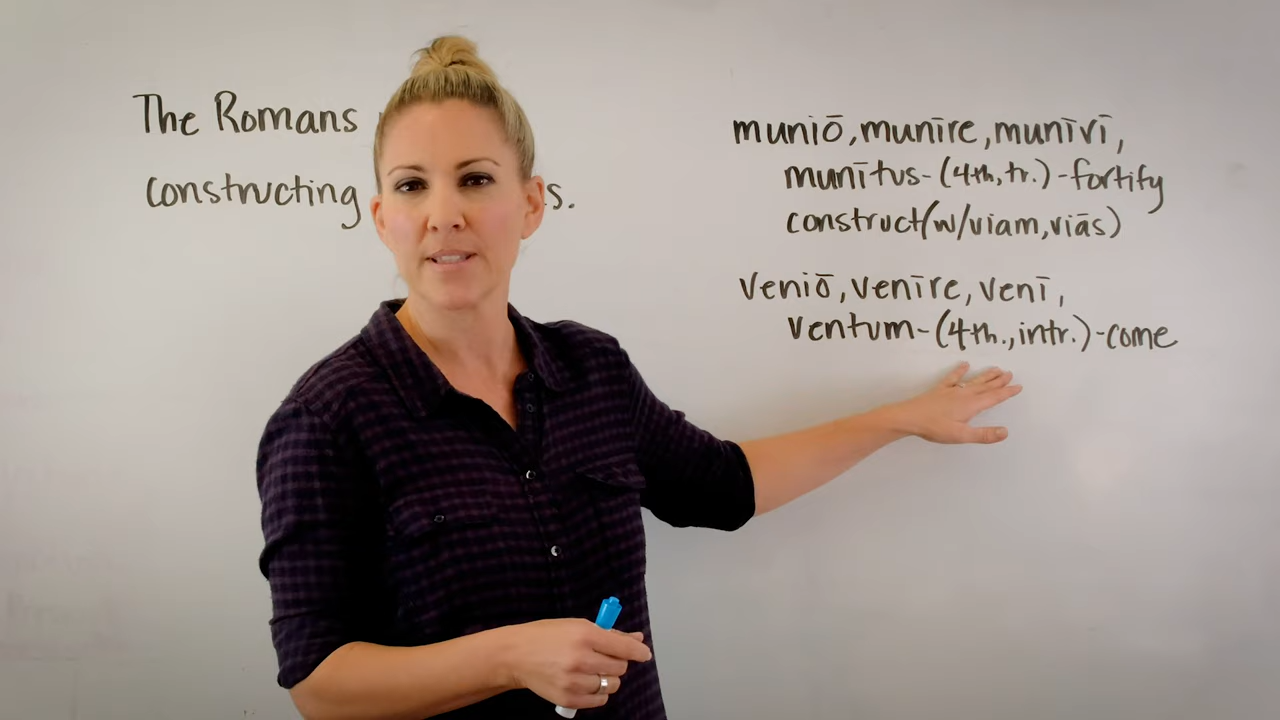 The Romans
constructing s.
muniō, munīre, munīvī,
munītus-(4th, tr.)-fortify
construct(w/viam, viās)
veniō, venīre, venī,
ventum-(4th., intr.)-come